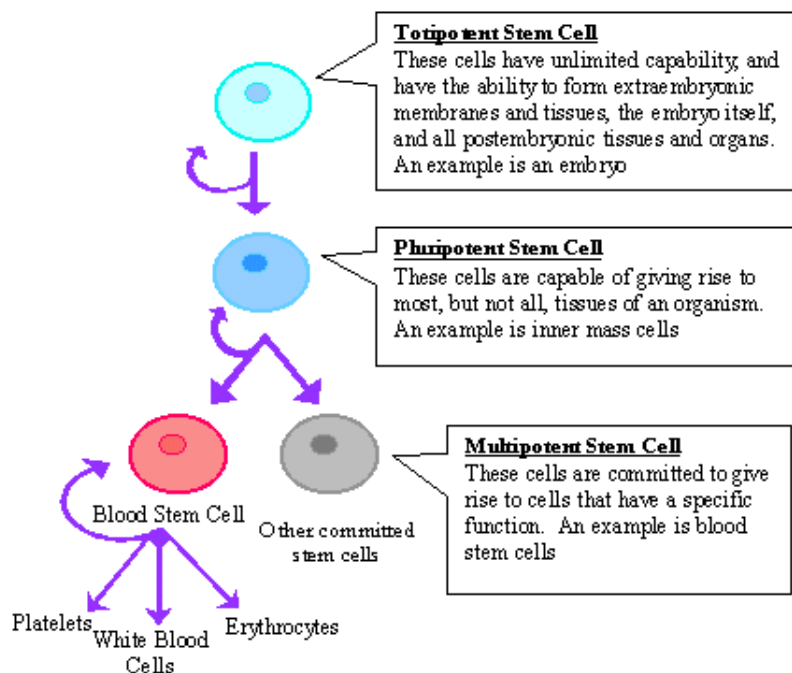 Totipotent Stem Cell
These cells have unlimited capability, and
have the ability to form extraembryonic
membranes and tissues, the embryo itself,
and all postembryonic tissues and organs.
An example is an embryo
Pluripotent Stem Cell
These cells are capable of giving rise to
most, but not all, tissues of an organism.
An example is inner mass cells
Multipotent Stem Cell
These cells are committed to give
rise to cells that have a specific
function. An example is blood
stem cells
Blood Stem Cell
Other committed
stem cells
Platelets
White Blood
Cells
Erythrocytes